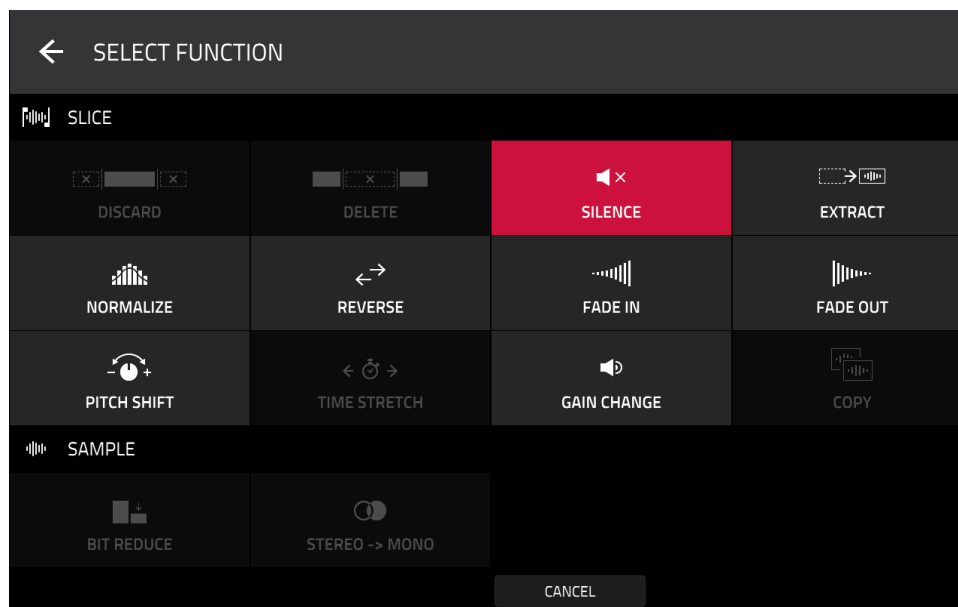 SELECT FUNCTION
SLICE
DISCARD
DELETE
SILENCE
EXTRACT
NORMALIZE
REVERSE
FADE IN
FADE OUT
PITCH SHIFT
TIME STRETCH
GAIN CHANGE
COPY
SAMPLE
BIT REDUCE
STEREO -> MONO
CANCEL